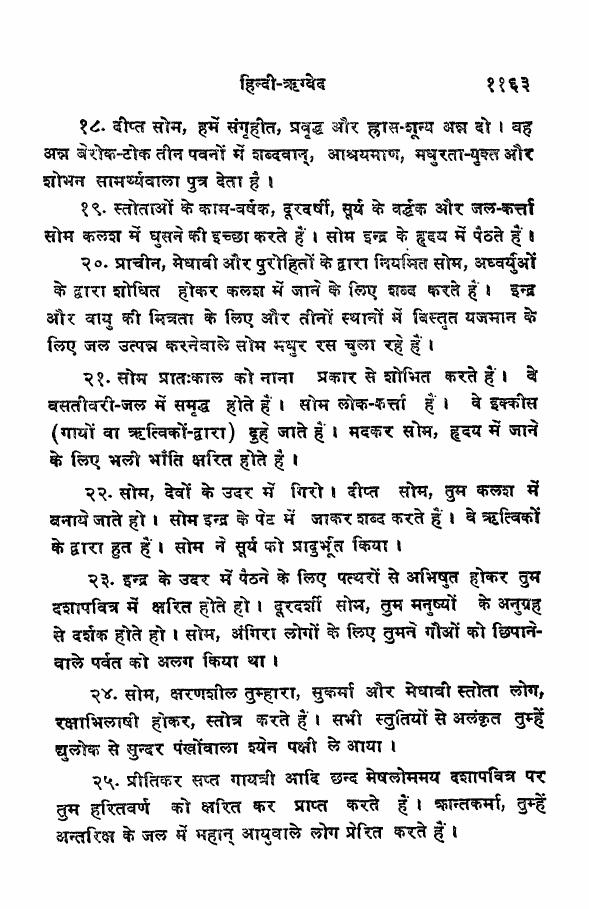 हिन्दी-ऋग्वेद ११६३
१८. दीप्त सोम, हमें संगृहीत, प्रवृद्ध और ह्रास-शून्य अन्न दो । वह
अन्न बेरोक-टोक तीन पवनों में शब्दवान्, आश्रयमाण, मधुरता-युक्त और
शोभन सामर्थ्यवाला पुत्र देता है ।
१९. स्तोताओं के काम-वर्षक, दूरदर्षी, सूर्य के वर्द्धक और जल-कर्त्ता
सोम कलश में घुसने की इच्छा करते हैं । सोम इन्द्र के हृदय में पैठते हैं ।
२०. प्राचीन, मेधावी और पुरोहितों के द्वारा नियमित सोम, अध्वर्युओं
के द्वारा शोधित होकर कलश में जाने के लिए शब्द करते हैं । इन्द्र
और वायु की मित्रता के लिए और तीनों स्थानों में विस्तृत यजमान के
लिए जल उत्पन्न करनेवाले सोम मधुर रस चुला रहे हैं ।
२१. सोम प्रातःकाल को नाना प्रकार से शोभित करते हैं । वे
बसतीवरी-जल में समृद्ध होते हैं । सोम लोक-कर्त्ता हैं । वे इक्कीस
(गायों वा ऋत्विकों-द्वारा) दूहे जाते हैं । मदकर सोम, हृदय में जाने
के लिए भली भाँति क्षरित होते हैं ।
२२. सोम, देवों के उदर में गिरो । दीप्त सोम, तुम कलश में
बनाये जाते हो । सोम इन्द्र के पेट में जाकर शब्द करते हैं । वे ऋत्विकों
के द्वारा हुत हैं । सोम ने सूर्य को प्रादुर्भूत किया ।
२३. इन्द्र के उदर में पैठने के लिए पत्थरों से अभिषुत होकर तुम
दशापवित्र में क्षरित होते हो । दूरदर्शी सोम, तुम मनुष्यों के अनुग्रह
से दर्शक होते हो । सोम, अंगिरा लोगों के लिए तुमने गौओं को छिपाने-
वाले पर्वत को अलग किया था ।
२४. सोम, क्षरणशील तुम्हारा, सुकर्मा और मेधावी स्तोता लोग,
रक्षाभिलाषी होकर, स्तोत्र करते हैं । सभी स्तुतियों से अलंकृत तुम्हें
द्युलोक से सुन्दर पंखोंवाला श्येन पक्षी ले आया ।
२५. प्रीतिकर सप्त गायत्री आदि छन्द मेषलोममय दशापवित्र पर
तुम हरितवर्ण को क्षरित कर प्राप्त करते हैं । क्रान्तकर्मा, तुम्हें
अन्तरिक्ष के जल में महान् आयुवाले लोग प्रेरित करते हैं ।